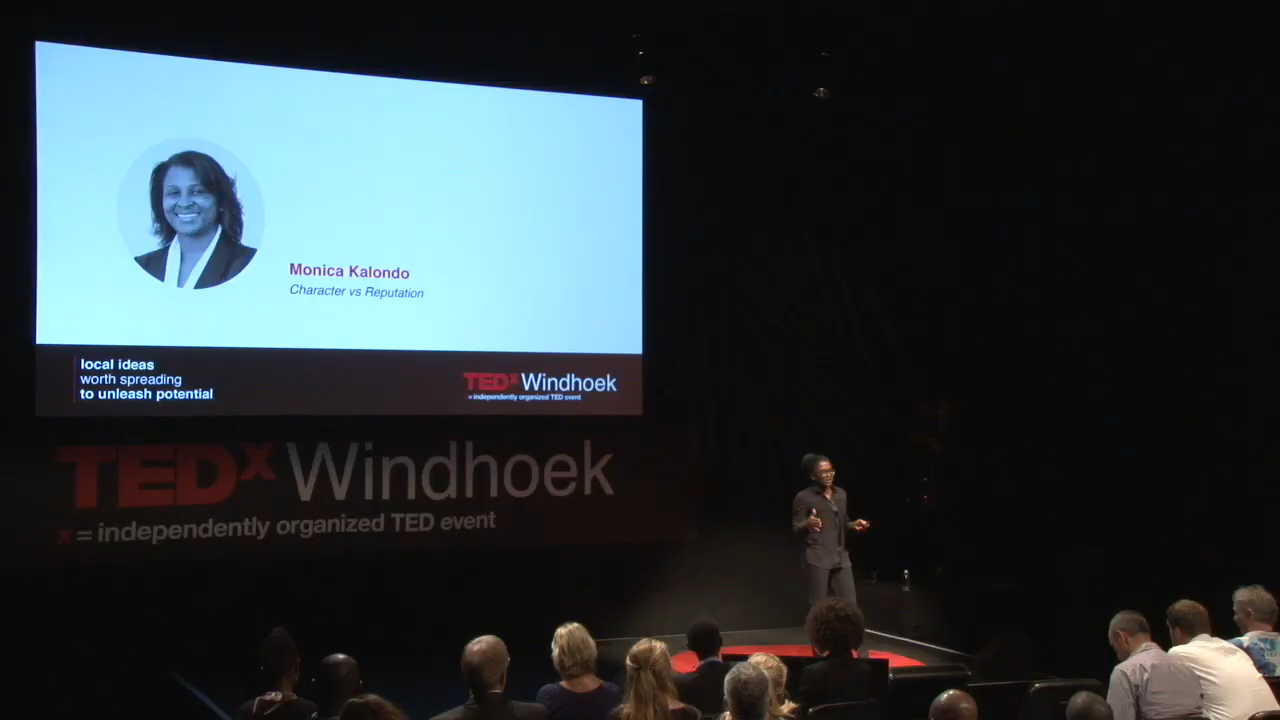 Monica Kalondo
Character vs Reputation
local ideas
worth spreading
to unleash potential
TEDx Windhoek
= independently organized TED event
TEDx Windhoek
x = independently organized TED event